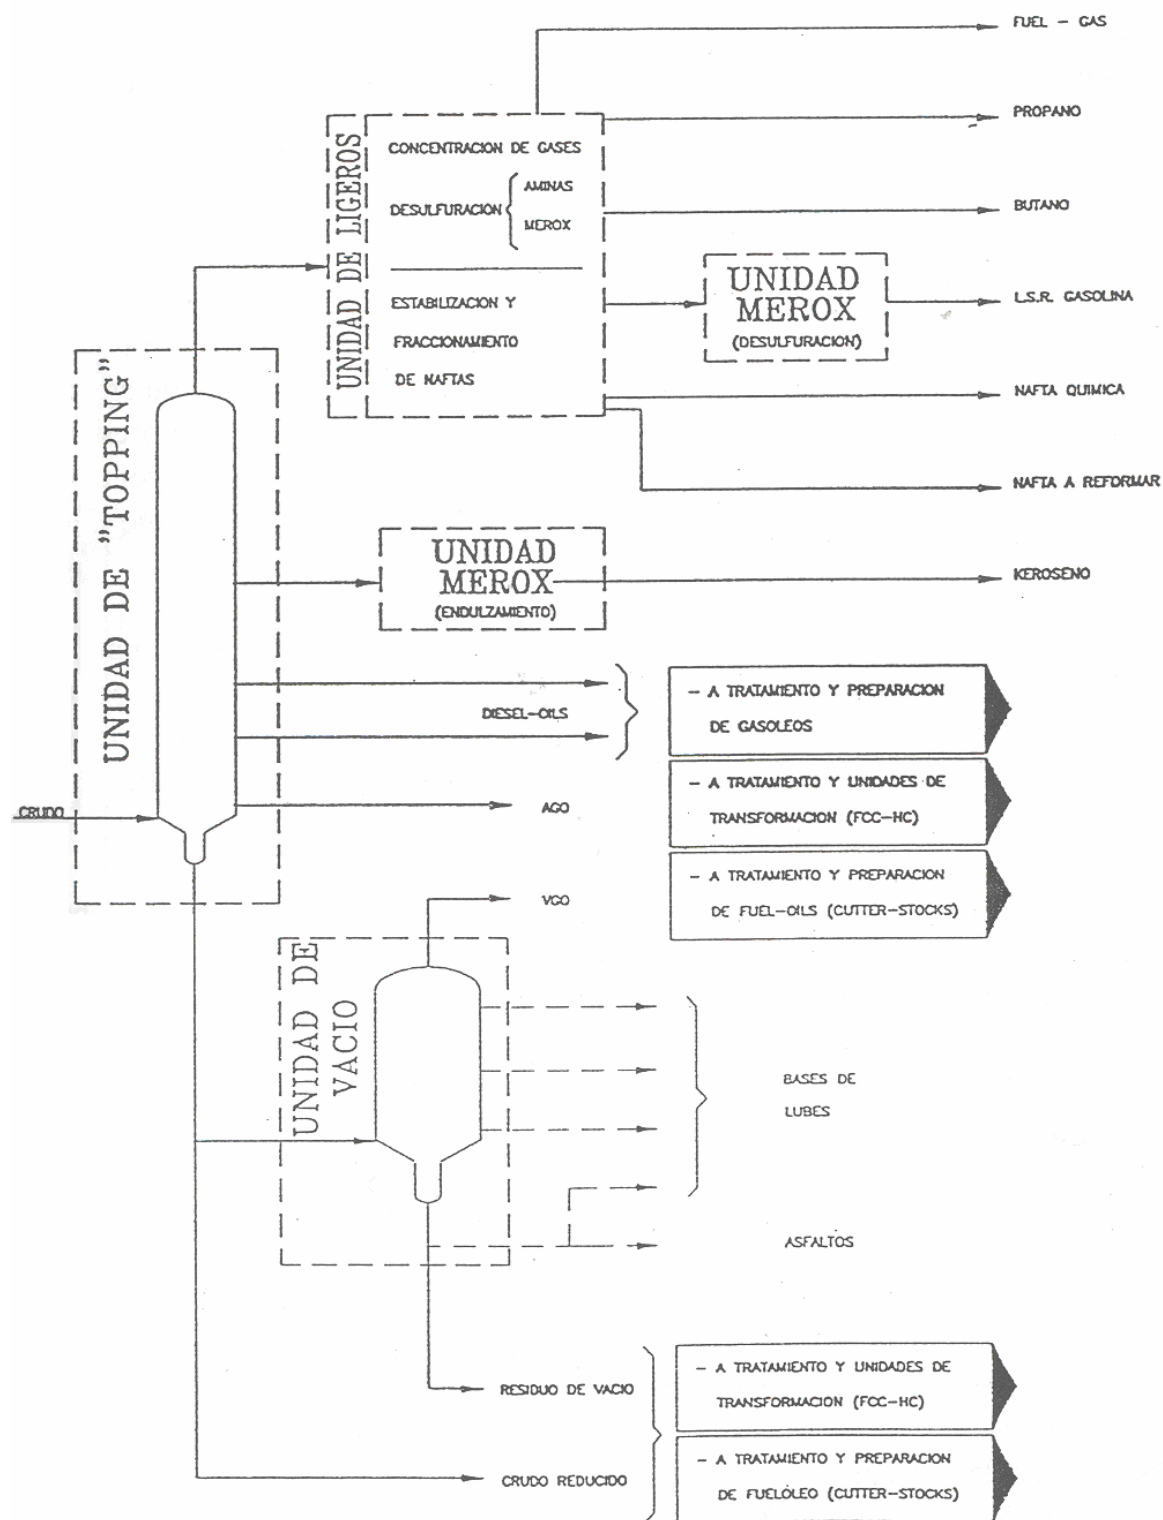 FUEL - GAS
PROPANO
UNIDAD DE LIGEROS
CONCENTRACION DE GASES
DESULFURACION
AMINAS
MEROX
BUTANO
ESTABILIZACION Y
FRACCIONAMIENTO
DE NAFTAS
UNIDAD
MEROX
(DESULFURACION)
L.S.R. GASOLINA
NAFTA QUIMICA
NAFTA A REFORMAR
UNIDAD DE "TOPPING"
UNIDAD
MEROX
(ENDULZAMIENTO)
KEROSENO
DIESEL-OILS
- A TRATAMIENTO Y PREPARACION
DE GASOLEOS
CRUDO
AGO
- A TRATAMIENTO Y UNIDADES DE
TRANSFORMACION (FCC-HC)
- A TRATAMIENTO Y PREPARACION
DE FUEL-OILS (CUTTER-STOCKS)
VGO
UNIDAD DE
VACIO
BASES DE
LUBES
ASFALTOS
RESIDUO DE VACIO
- A TRATAMIENTO Y UNIDADES DE
TRANSFORMACION (FCC-HC)
CRUDO REDUCIDO
- A TRATAMIENTO Y PREPARACION
DE FUELÓLEO (CUTTER-STOCKS)